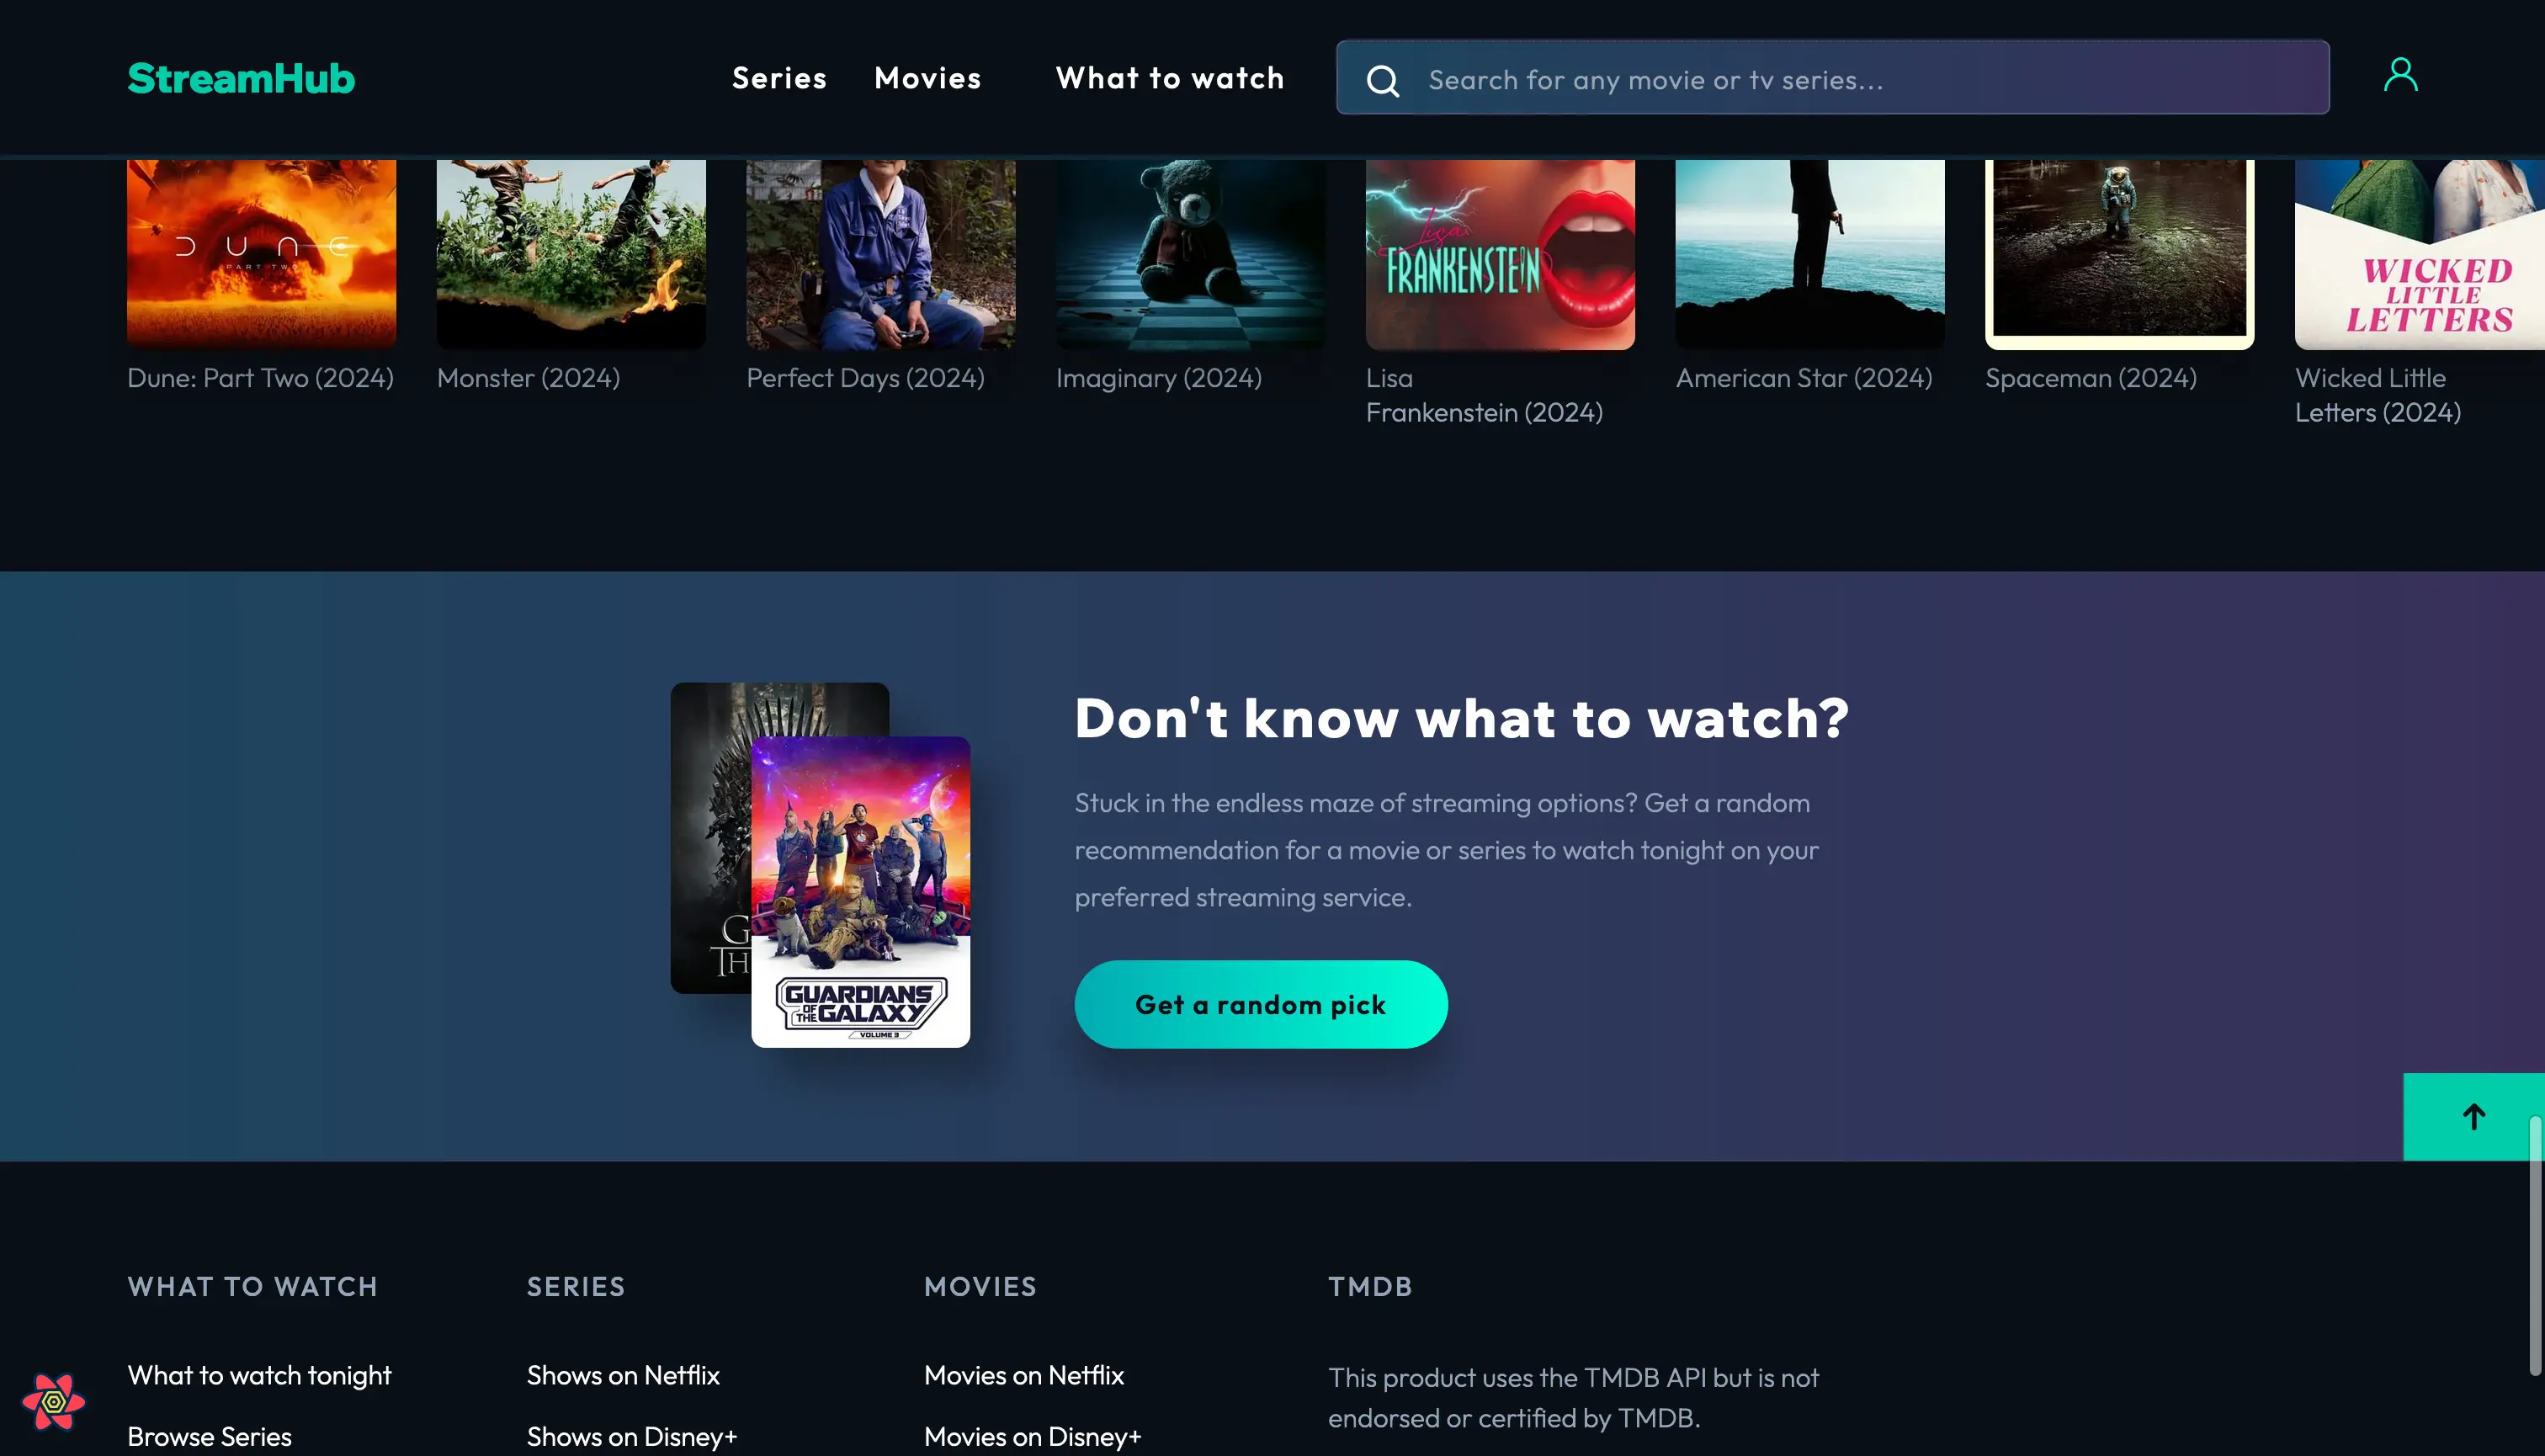 StreamHub
Series
Movies
What to watch
Search for any movie or tv series...
DUNE
PART TWO
Lisa
FRANKENSTEIN
WICKED
LITTLE
LETTERS
Dune: Part Two (2024)
Monster (2024)
Perfect Days (2024)
Imaginary (2024)
Lisa
Frankenstein (2024)
American Star (2024)
Spaceman (2024)
Wicked Little
Letters (2024)
Don't know what to watch?
Stuck in the endless maze of streaming options? Get a random
recommendation for a movie or series to watch tonight on your
preferred streaming service.
G
TH
GUARDIANS
OF
THE GALAXY
VOLUME 3
Get a random pick
WHAT TO WATCH
What to watch tonight
Browse Series
SERIES
Shows on Netflix
Shows on Disney+
MOVIES
Movies on Netflix
Movies on Disney+
TMDB
This product uses the TMDB API but is not
endorsed or certified by TMDB.